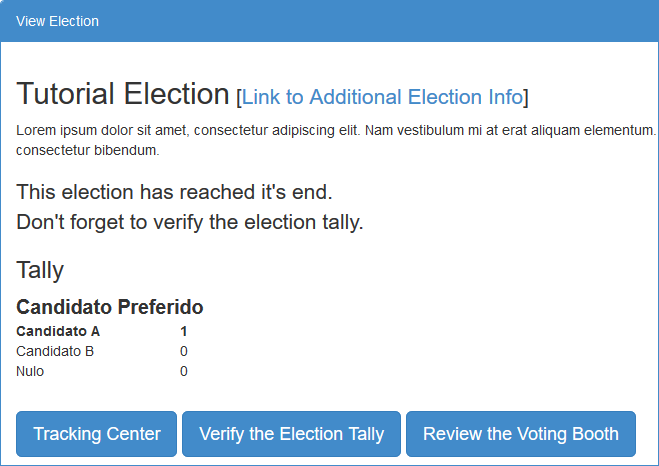 View Election
Tutorial Election [Link to Additional Election Info]
Lorem ipsum dolor sit amet, consectetur adipiscing elit. Nam vestibulum mi at erat aliquam elementum.
consectetur bibendum.
This election has reached it's end.
Don't forget to verify the election tally.
Tally
Candidato Preferido
Candidato A 1
Candidato B 0
Nulo 0
Tracking Center Verify the Election Tally Review the Voting Booth